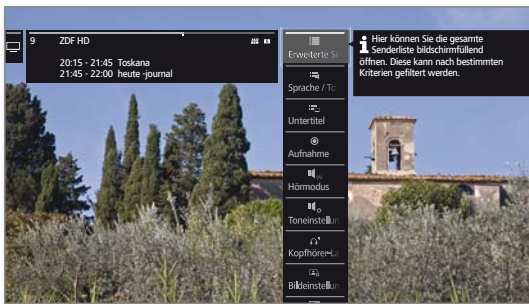 9 ZDF HD
20:15 - 21:45 Toskana
21:45 - 22:00 heute -journal
Erweiterte Se
Sprache / To
Untertitel
Aufnahme
Hörmodus
Toneinstellun
Kopfhörer-La
Bildeinstellun
Hier können Sie die gesamte
Senderliste bildschirmfüllend
öffnen. Diese kann nach bestimmten
Kriterien gefiltert werden.